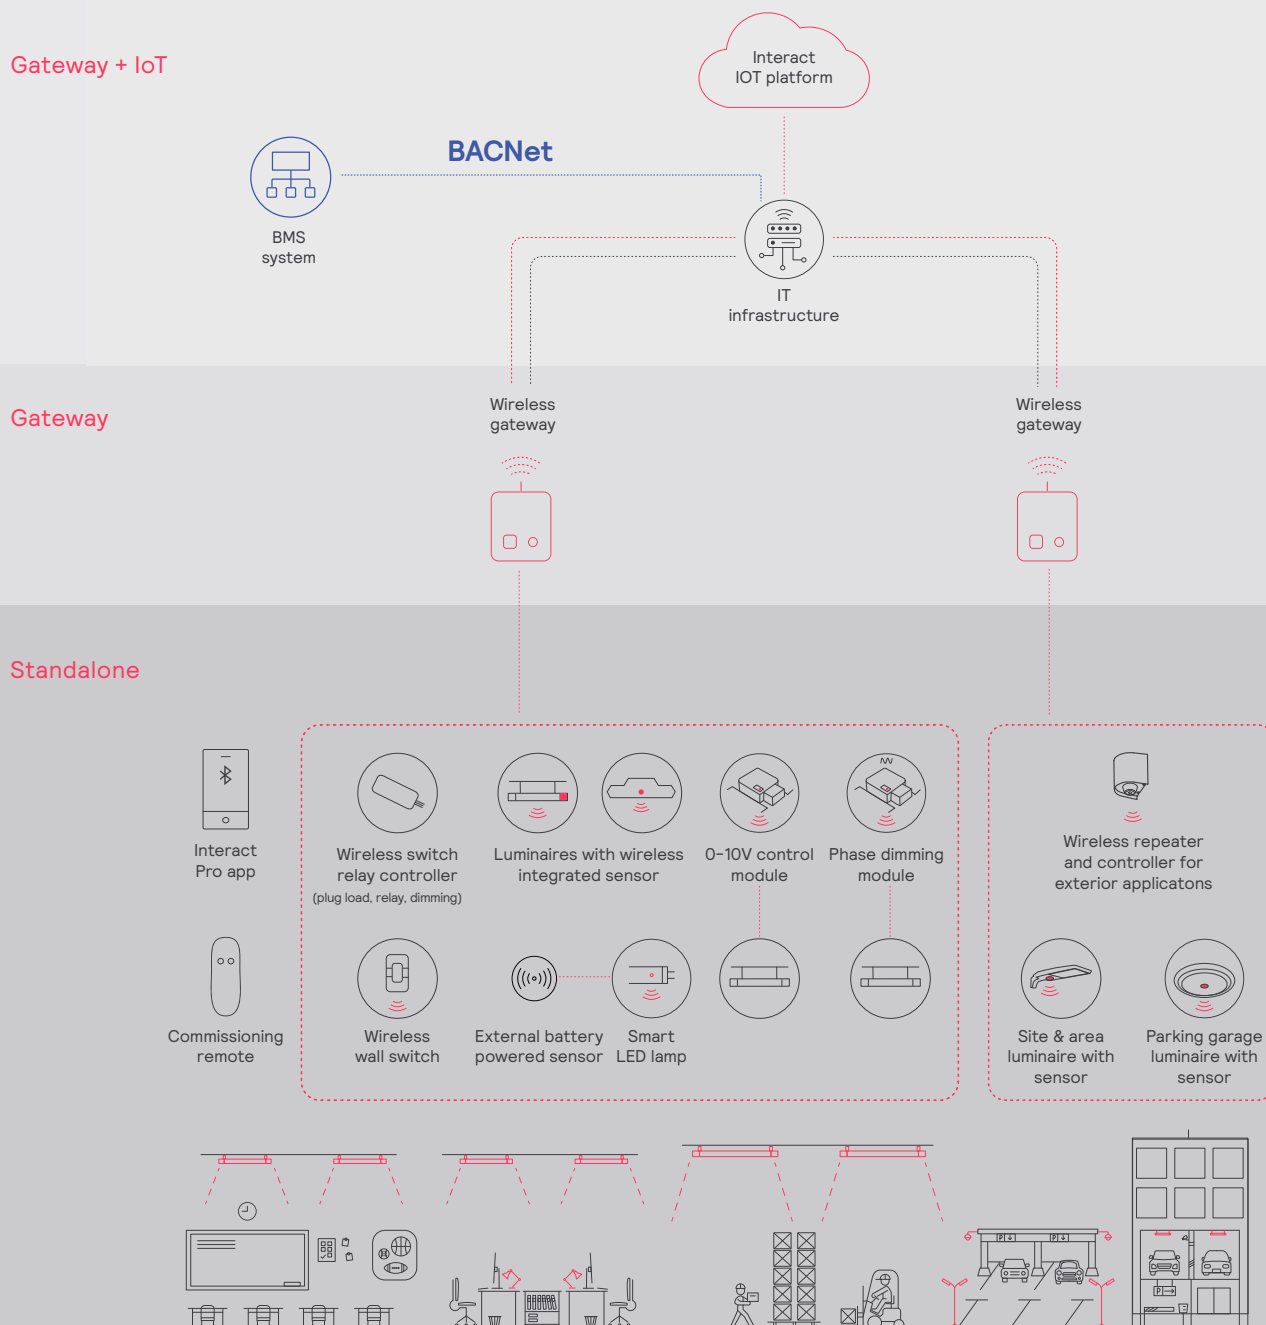 Gateway + IoT
Interact
IOT platform
BACNet
BMS
system
IT
infrastructure
Gateway
Wireless
gateway
Wireless
gateway
Standalone
Interact
Pro app
Wireless switch
relay controller
(plug load, relay, dimming)
Luminaires with wireless
integrated sensor
0-10V control
module
Phase dimming
module
Wireless repeater
and controller for
exterior applicatons
Commissioning
remote
Wireless
wall switch
External battery
powered sensor
Smart
LED lamp
Site & area
luminaire with
sensor
Parking garage
luminaire with
sensor
P
P
P